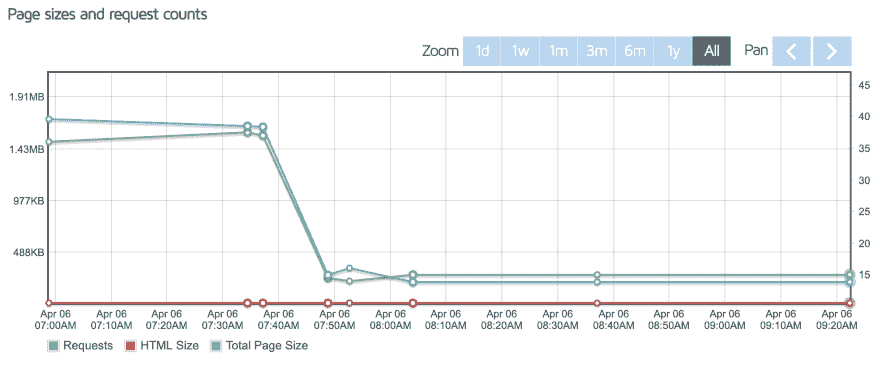 Page sizes and request counts
Zoom 1d 1w 1m 3m 6m 1y All Pan
1.91MB
1.43MB
977KB
488KB
45
40
35
30
25
20
15
Apr 06 Apr 06 Apr 06 Apr 06 Apr 06 Apr 06 Apr 06 Apr 06 Apr 06 Apr 06 Apr 06 Apr 06 Apr 06 Apr 06 Apr 06
07:00AM 07:10AM 07:20AM 07:30AM 07:40AM 07:50AM 08:00AM 08:10AM 08:20AM 08:30AM 08:40AM 08:50AM 09:00AM 09:10AM 09:20AM
Requests HTML Size Total Page Size